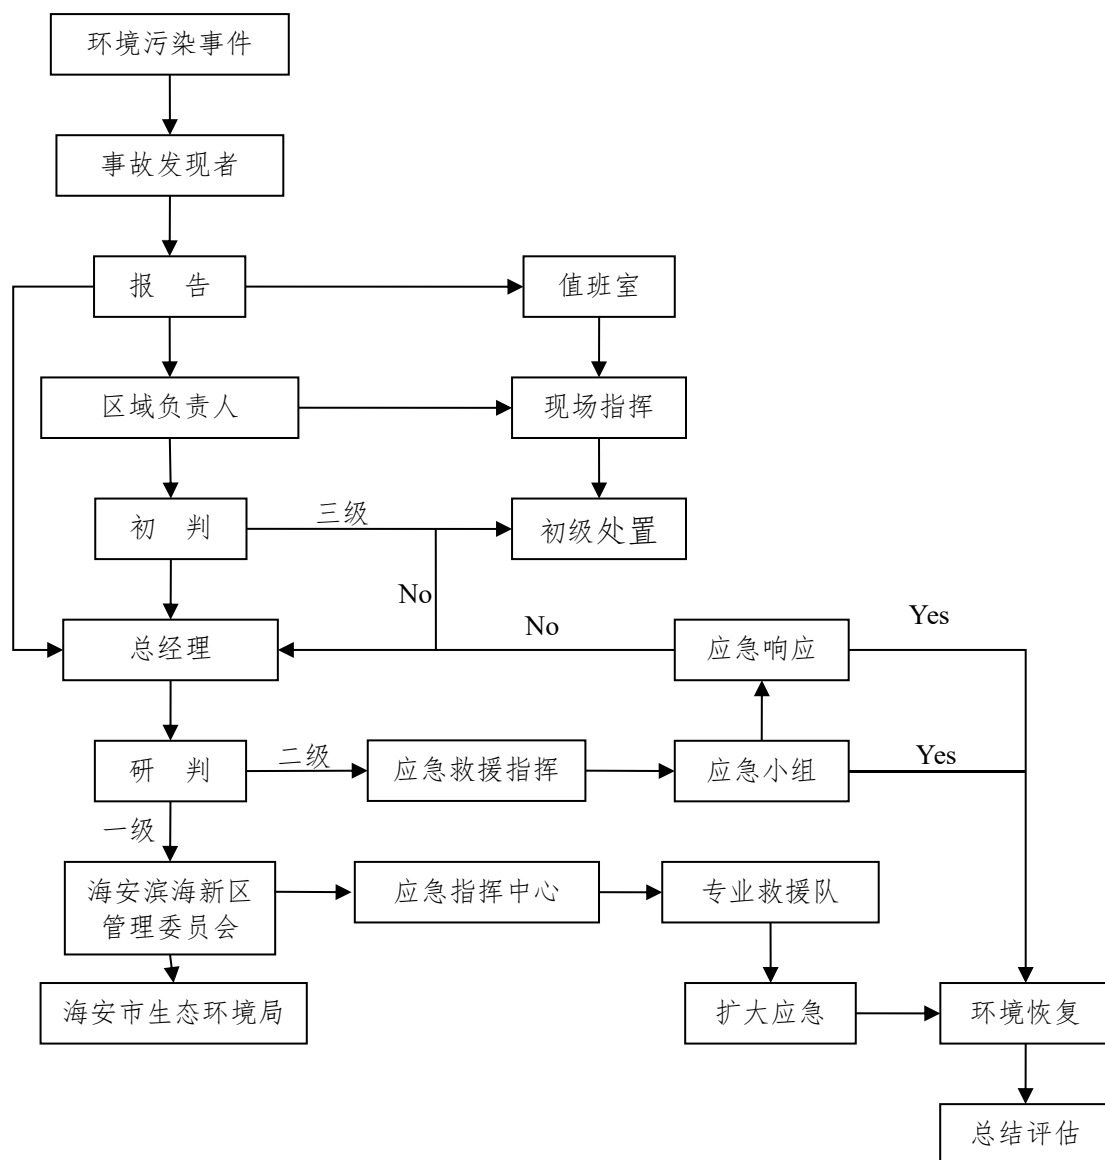 环境污染事件
事故发现者
报 告
值班室
区域负责人
现场指挥
初 判
三级
初级处置
No
总经理
No
应急响应
Yes
研 判
二级
应急救援指挥
应急小组
Yes
一级
海安滨海新区
管理委员会
应急指挥中心
专业救援队
海安市生态环境局
扩大应急
环境恢复
总结评估